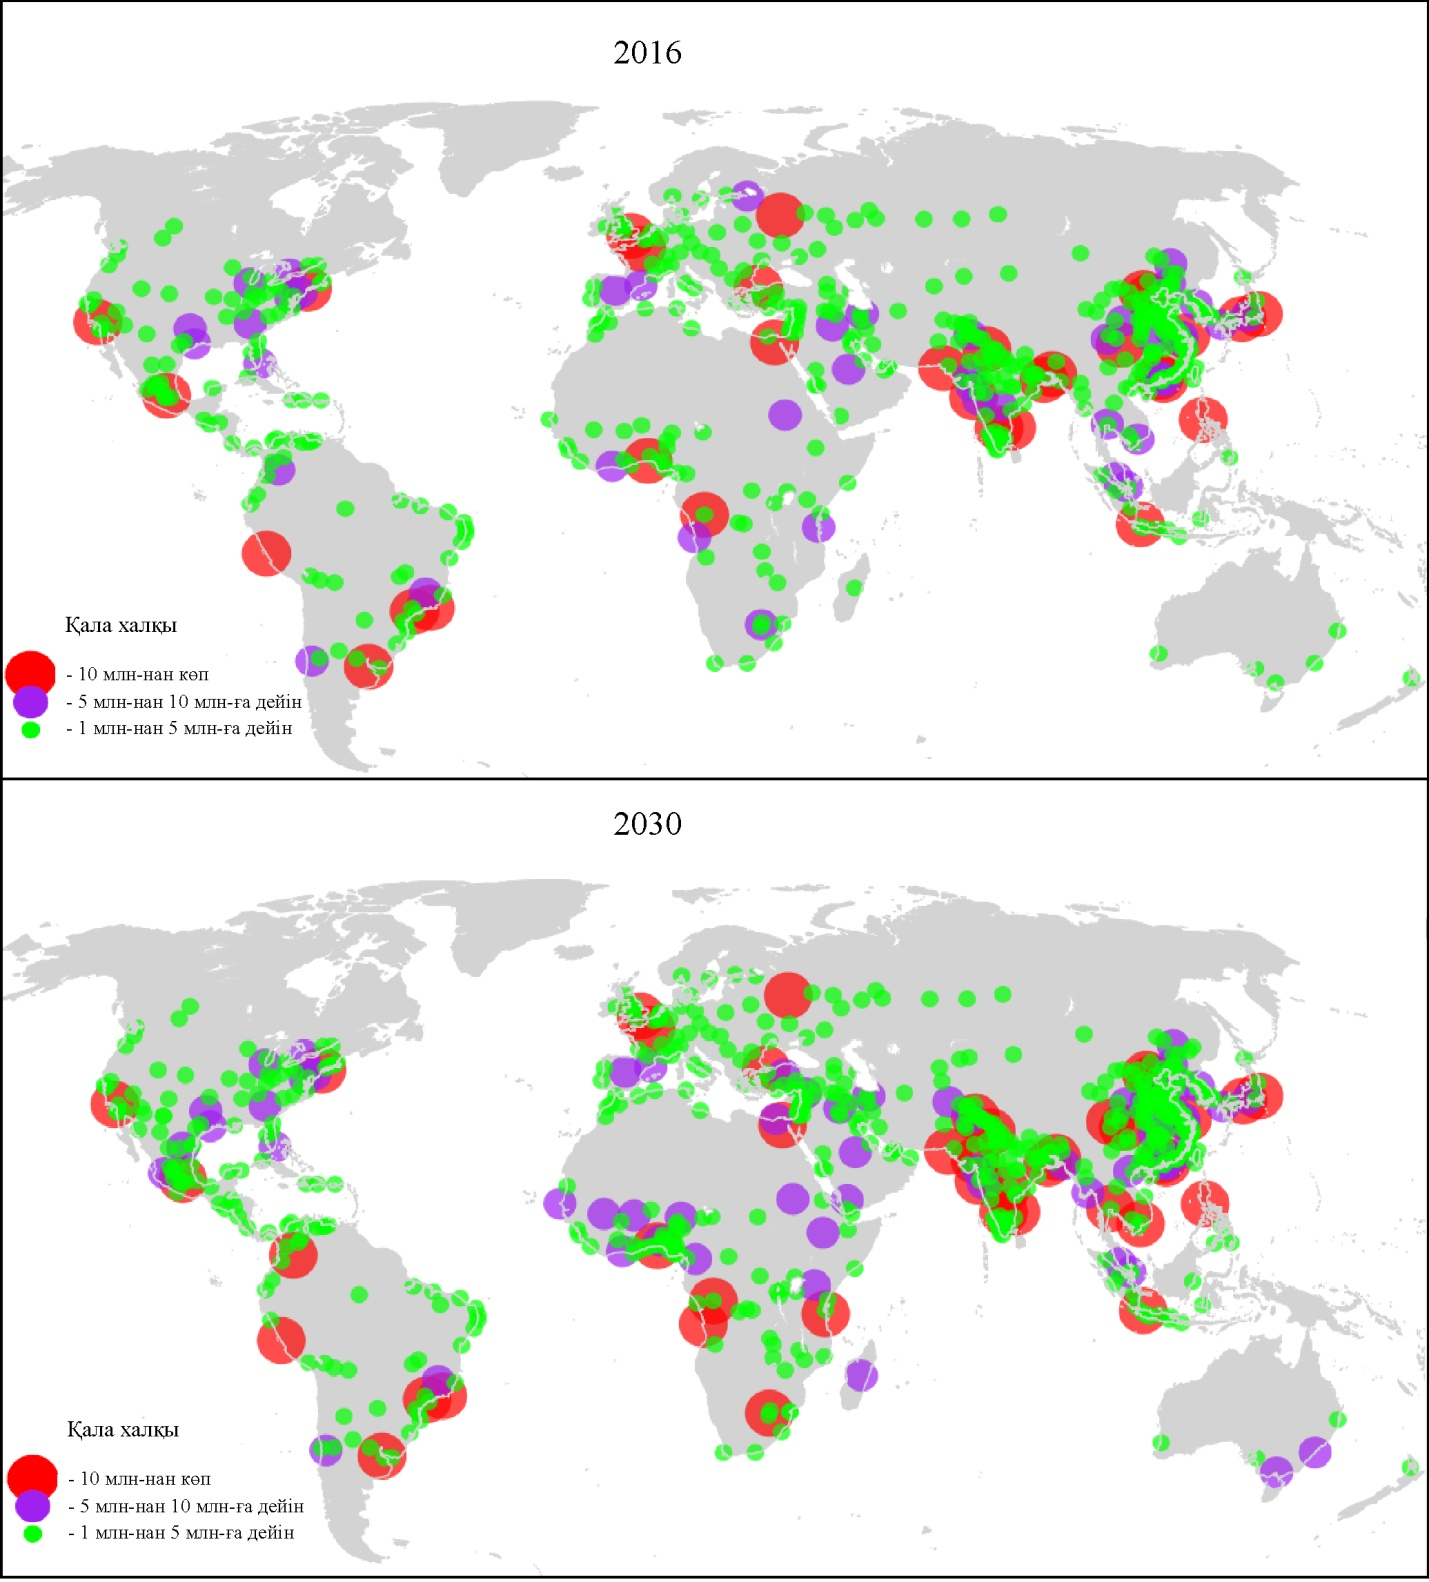 2016
Қала халқы
- 10 млн-нан көп
- 5 млн-нан 10 млн-ға дейін
- 1 млн-нан 5 млн-ға дейін
2030
Қала халқы
- 10 млн-нан көп
- 5 млн-нан 10 млн-ға дейін
- 1 млн-нан 5 млн-ға дейін